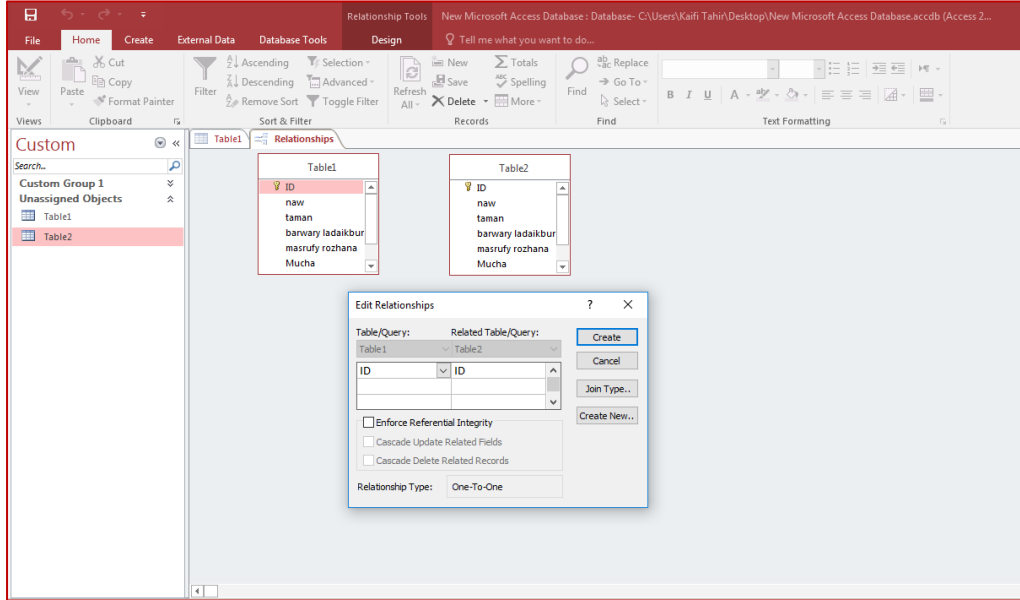 Relationship Tools New Microsoft Access Database : Database- C:\Users\Kaifi Tahir\Desktop\New Microsoft Access Database.accdb (Access 2...
File Home Create External Data Database Tools Design Tell me what you want to do...
View
Paste
Cut
Copy
Format Painter
Filter
Ascending
Descending
Remove Sort
Selection
Advanced
Toggle Filter
Refresh
All
New
Save
Delete
Totals
Spelling
More
Find
Replace
Go To
Select
B I U A
Views Clipboard Sort & Filter Records Find Text Formatting
Custom
Search...
Custom Group 1
Unassigned Objects
Table1
Table2
Table1 Relationships
Table1
ID
naw
taman
barwary ladaikbur
masrufy rozhana
Mucha
Table2
ID
naw
taman
barwary ladaikbur
masrufy rozhana
Mucha
Edit Relationships ? ×
Table/Query: Related Table/Query:
Table1 Table2
ID ID
Enforce Referential Integrity
Cascade Update Related Fields
Cascade Delete Related Records
Relationship Type: One-To-One
Create
Cancel
Join Type..
Create New..